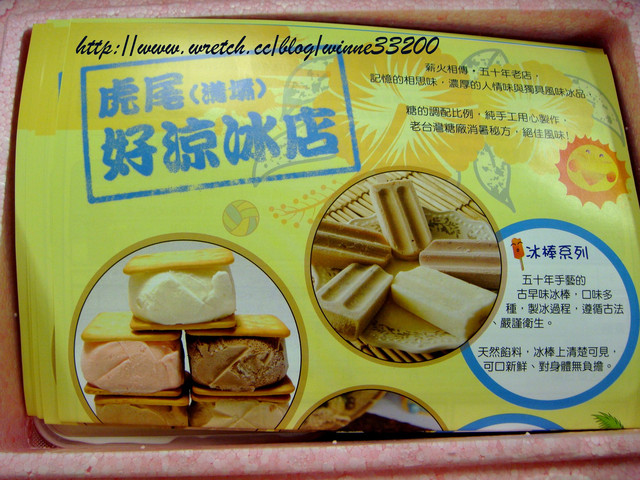 http://www.wretch.cc/blog/winne33200
薪火相傳,五十年老店,
記憶的相思味,濃厚的人情味與獨具風味冰品,
糖的調配比例,純手工用心製作,
老台灣糖廠消暑秘方,絕佳風味!
虎尾(滿場)
好涼冰店
冰棒系列
五十年手藝的
古早味冰棒,口味多
種,製冰過程,遵循古法
、嚴謹衛生。
天然餡料,冰棒上清楚可見,
可口新鮮、對身體無負擔。